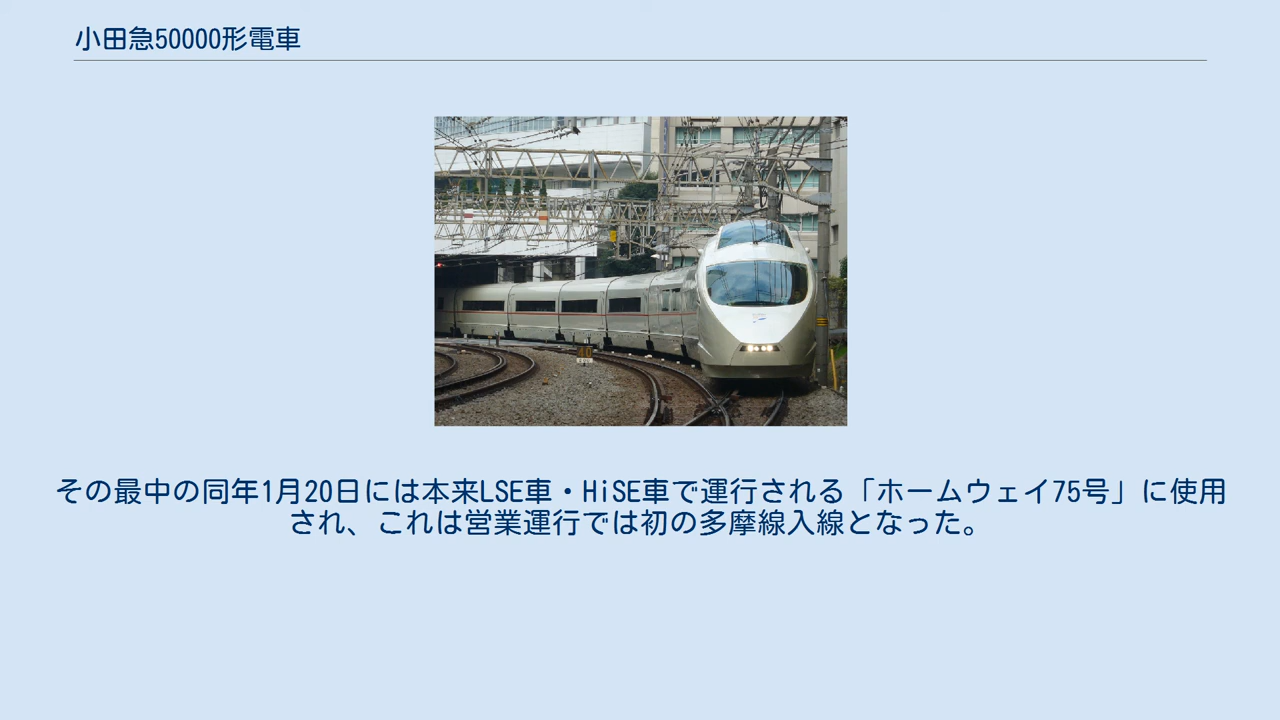 小田急50000形電車
その最中の同年1月20日には本来LSE車・HiSE車で運行される「ホームウェイ75号」に使用
され、これは営業運行では初の多摩線入線となった。